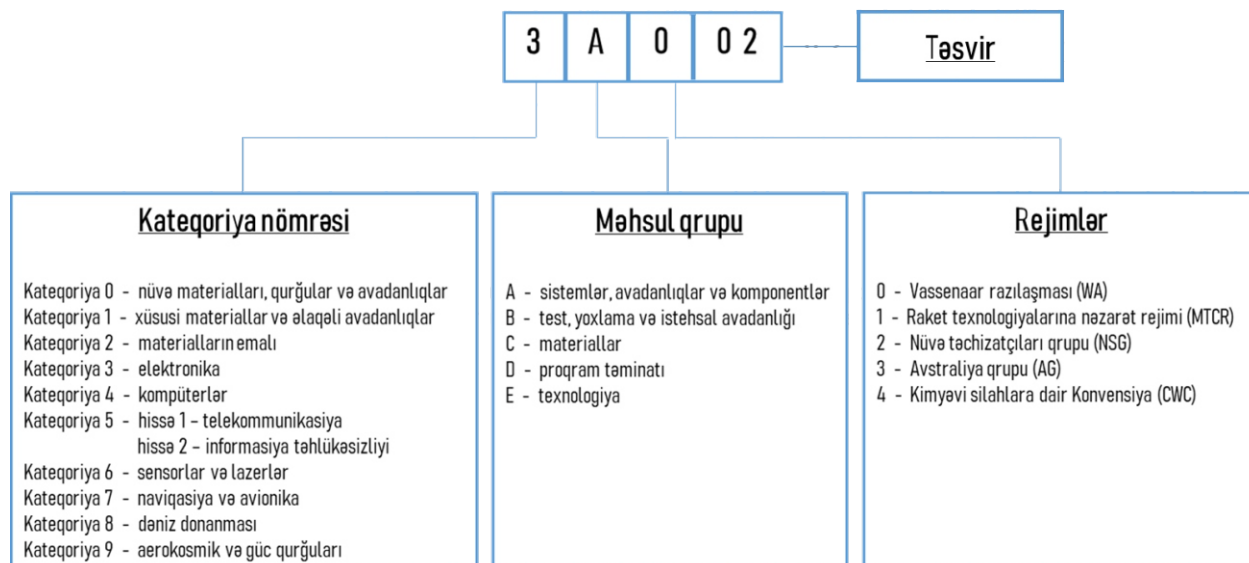 3 A 0 0 2
Təsvir
Kateqoriya nömrəsi
Kateqoriya 0 - nüvə materialları, qurğular və avadanlıqlar
Kateqoriya 1 - xüsusi materiallar və əlaqəli avadanlıqlar
Kateqoriya 2 - materialların emalı
Kateqoriya 3 - elektronika
Kateqoriya 4 - kompüterlər
Kateqoriya 5 - hissə 1 – telekommunikasiya
hissə 2 – informasiya təhlükəsizliyi
Kateqoriya 6 - sensorlar və lazerlər
Kateqoriya 7 - naviqasiya və avionika
Kateqoriya 8 - dəniz donanması
Kateqoriya 9 - aerokosmik və güc qurğuları
Məhsul qrupu
A - sistemlər, avadanlıqlar və komponentlər
B - test, yoxlama və istehsal avadanlığı
C - materiallar
D - proqram təminatı
E - texnologiya
Rejimlər
0 - Vassenaar razılaşması (WA)
1 - Raket texnologiyalarına nəzarət rejimi (MTCR)
2 - Nüvə təchizatçıları qrupu (NSG)
3 - Avstraliya qrupu (AG)
4 - Kimyəvi silahlara dair Konvensiya (CWC)